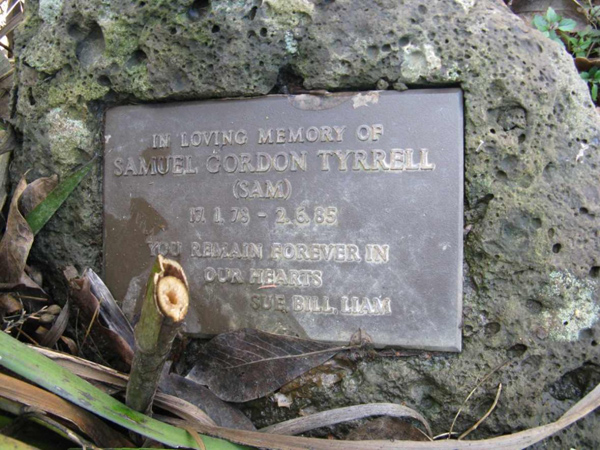 IN LOVING MEMORY OF
SAMUEL GORDON TYRRELL
(SAM)
17. 1. 78 - 2. 5. 85
YOU REMAIN FOREVER IN
OUR HEARTS
SUE, BILL, LIAM